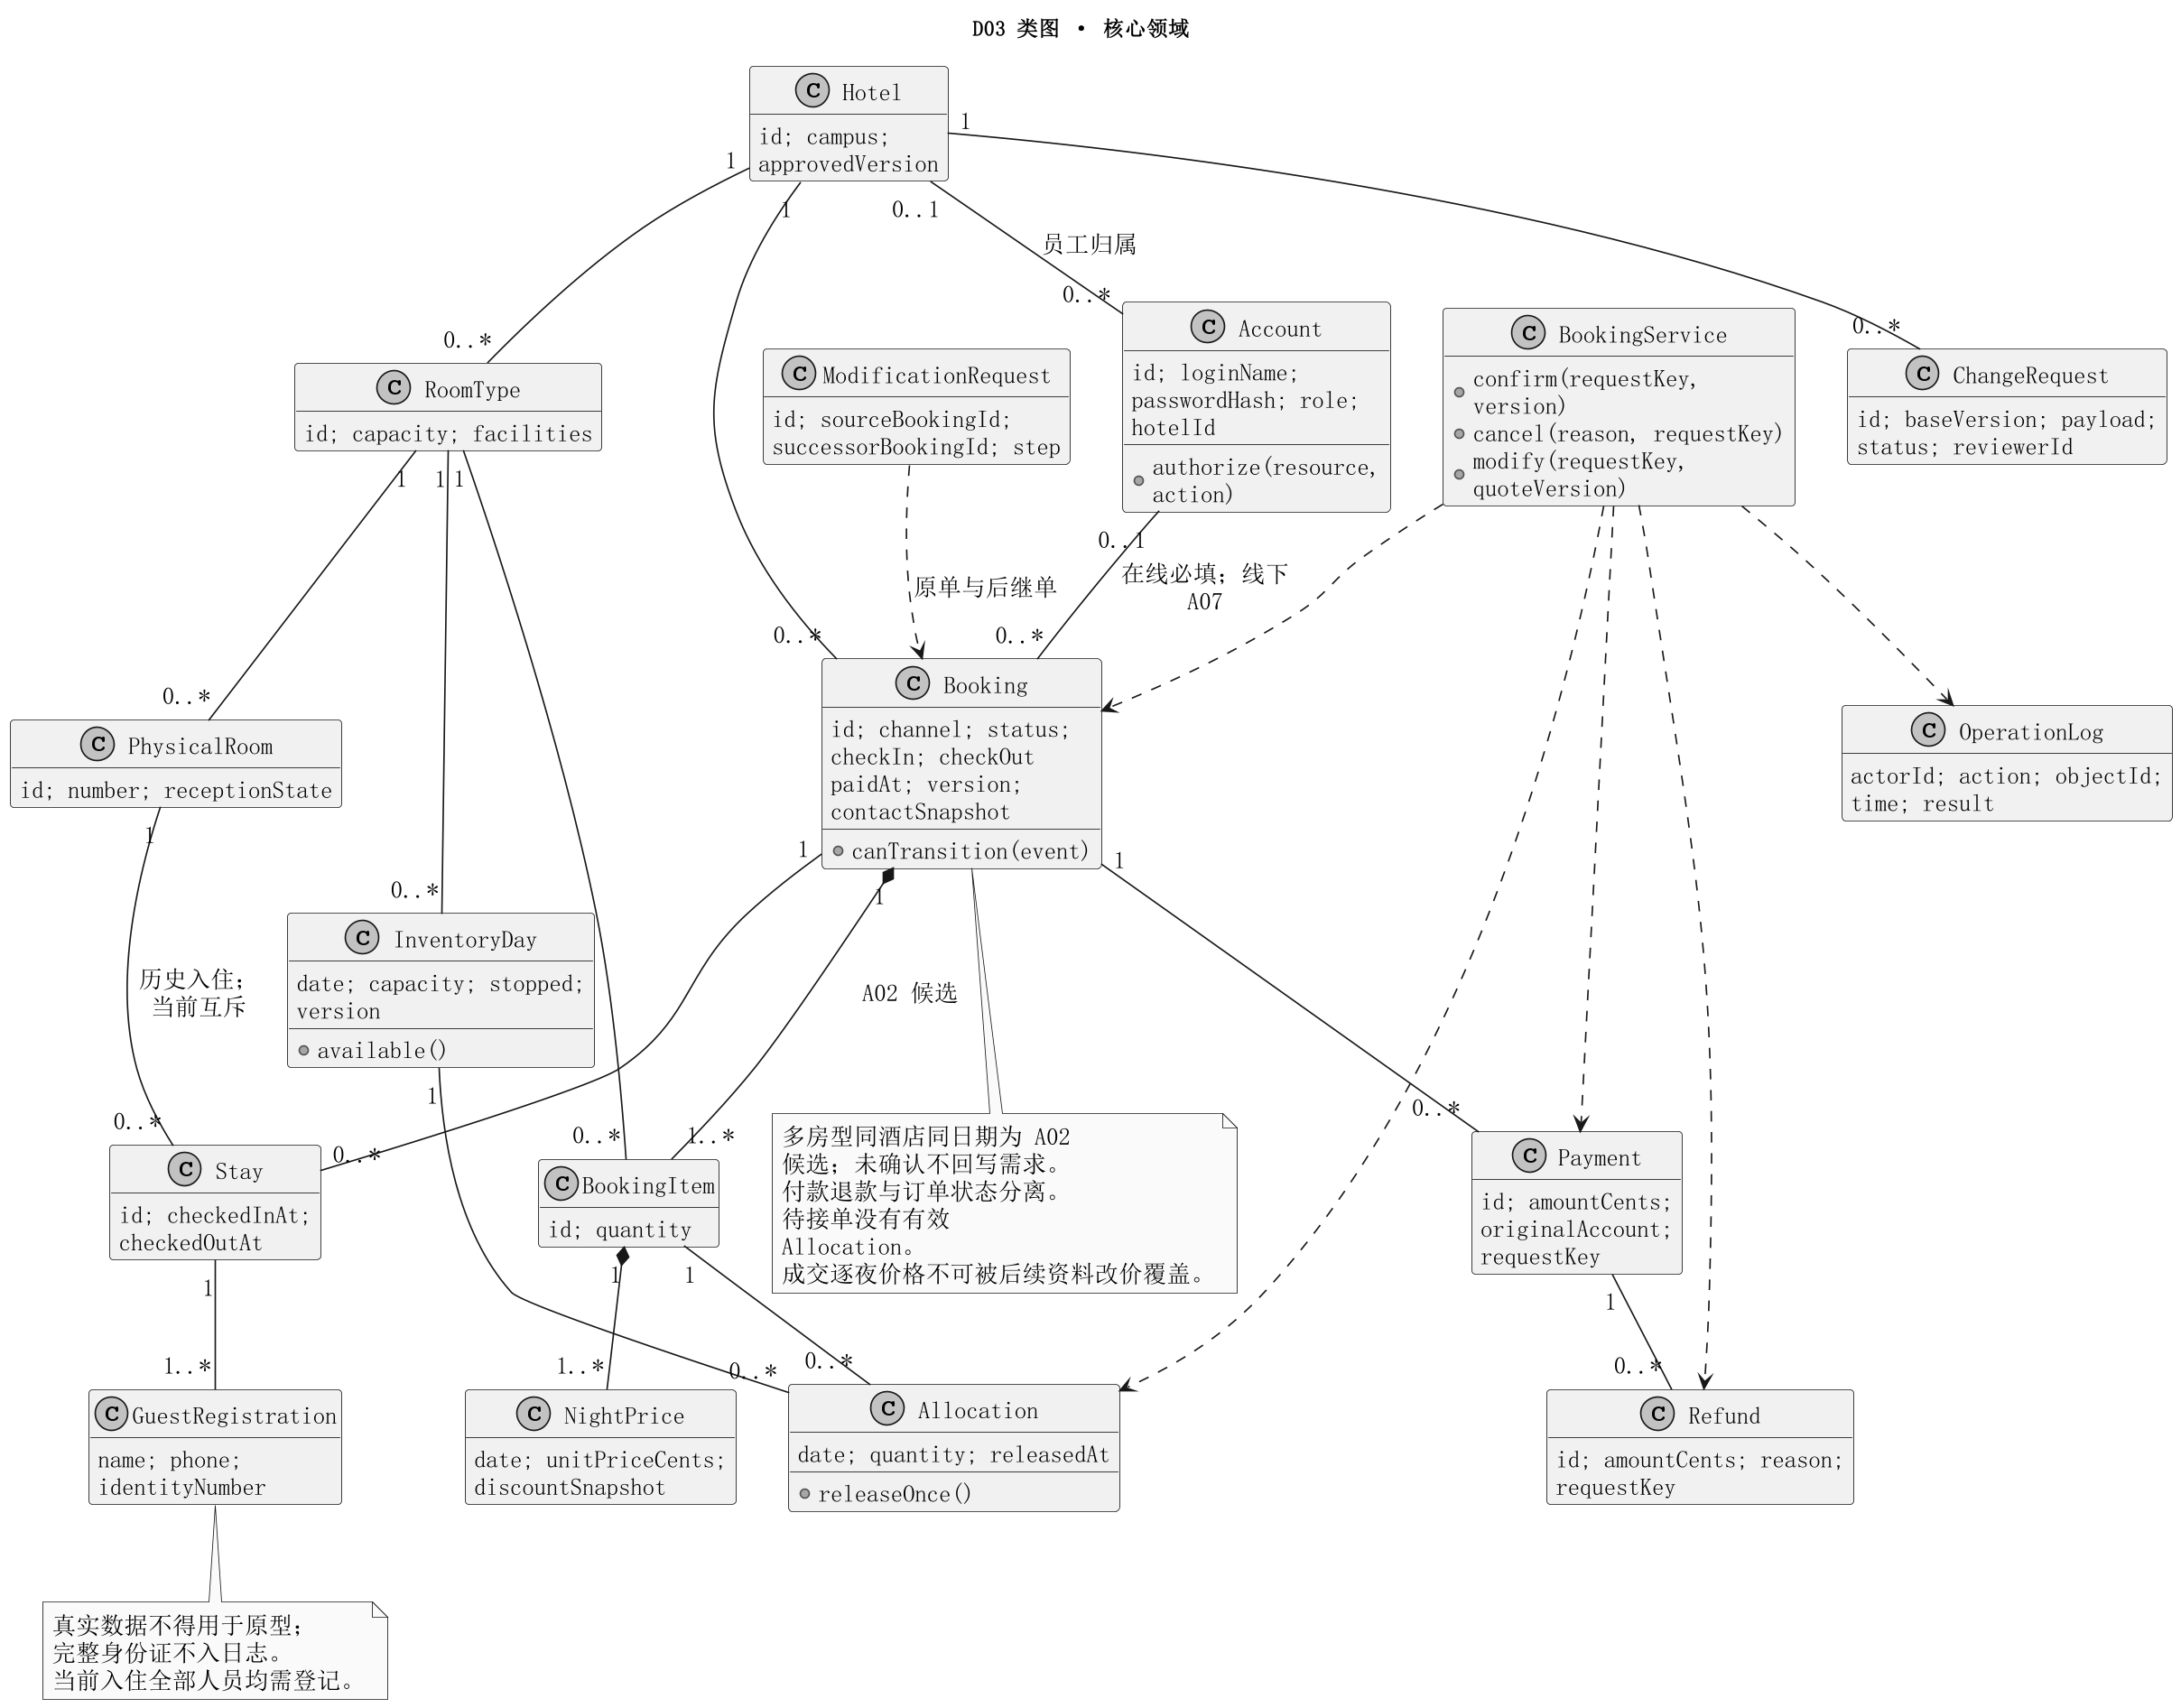 D03 类图 · 核心领域
C Hotel
id; campus;
approvedVersion
1
1
1
0..1
员工归属
0..*
0..*
0..*
C RoomType
id; capacity; facilities
C ModificationRequest
id; sourceBookingId;
successorBookingId; step
C Account
id; loginName;
passwordHash; role;
hotelId
authorize(resource,
action)
C BookingService
confirm(requestKey,
version)
cancel(reason, requestKey)
modify(requestKey,
quoteVersion)
C ChangeRequest
id; baseVersion; payload;
status; reviewerId
1
1
1
0..1
原单与后继单
在线必填；线下
A07
0..*
0..*
0..*
C PhysicalRoom
id; number; receptionState
C Booking
id; channel; status;
checkIn; checkOut
paidAt; version;
contactSnapshot
canTransition(event)
C OperationLog
actorId; action; objectId;
time; result
1
1
1
1
0..*
C InventoryDay
date; capacity; stopped;
version
available()
历史入住；
当前互斥
A02 候选
1
0..*
0..*
0..*
1..*
0..*
C Stay
id; checkedInAt;
checkedOutAt
C BookingItem
id; quantity
多房型同酒店同日期为 A02
候选；未确认不回写需求。
付款退款与订单状态分离。
待接单没有有效
Allocation。
成交逐夜价格不可被后续资料改价覆盖。
C Payment
id; amountCents;
originalAccount;
requestKey
1
1
1
1
1..*
1..*
0..*
0..*
0..*
C GuestRegistration
name; phone;
identityNumber
C NightPrice
date; unitPriceCents;
discountSnapshot
C Allocation
date; quantity; releasedAt
releaseOnce()
C Refund
id; amountCents; reason;
requestKey
真实数据不得用于原型；
完整身份证不入日志。
当前入住全部人员均需登记。